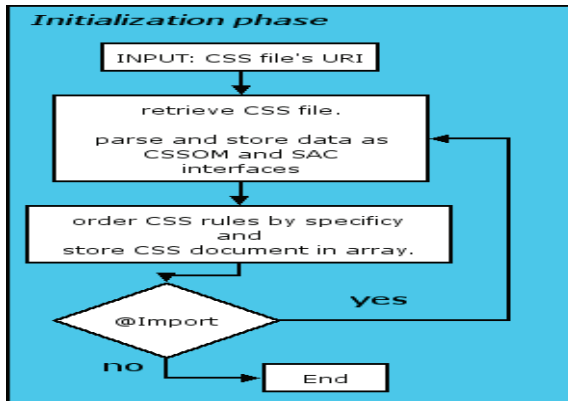 Initialization phase
INPUT: CSS file's URI
retrieve CSS file.
parse and store data as
CSSOM and SAC
interfaces
order CSS rules by specificy
and
store CSS document in array.
yes
@Import
no
End